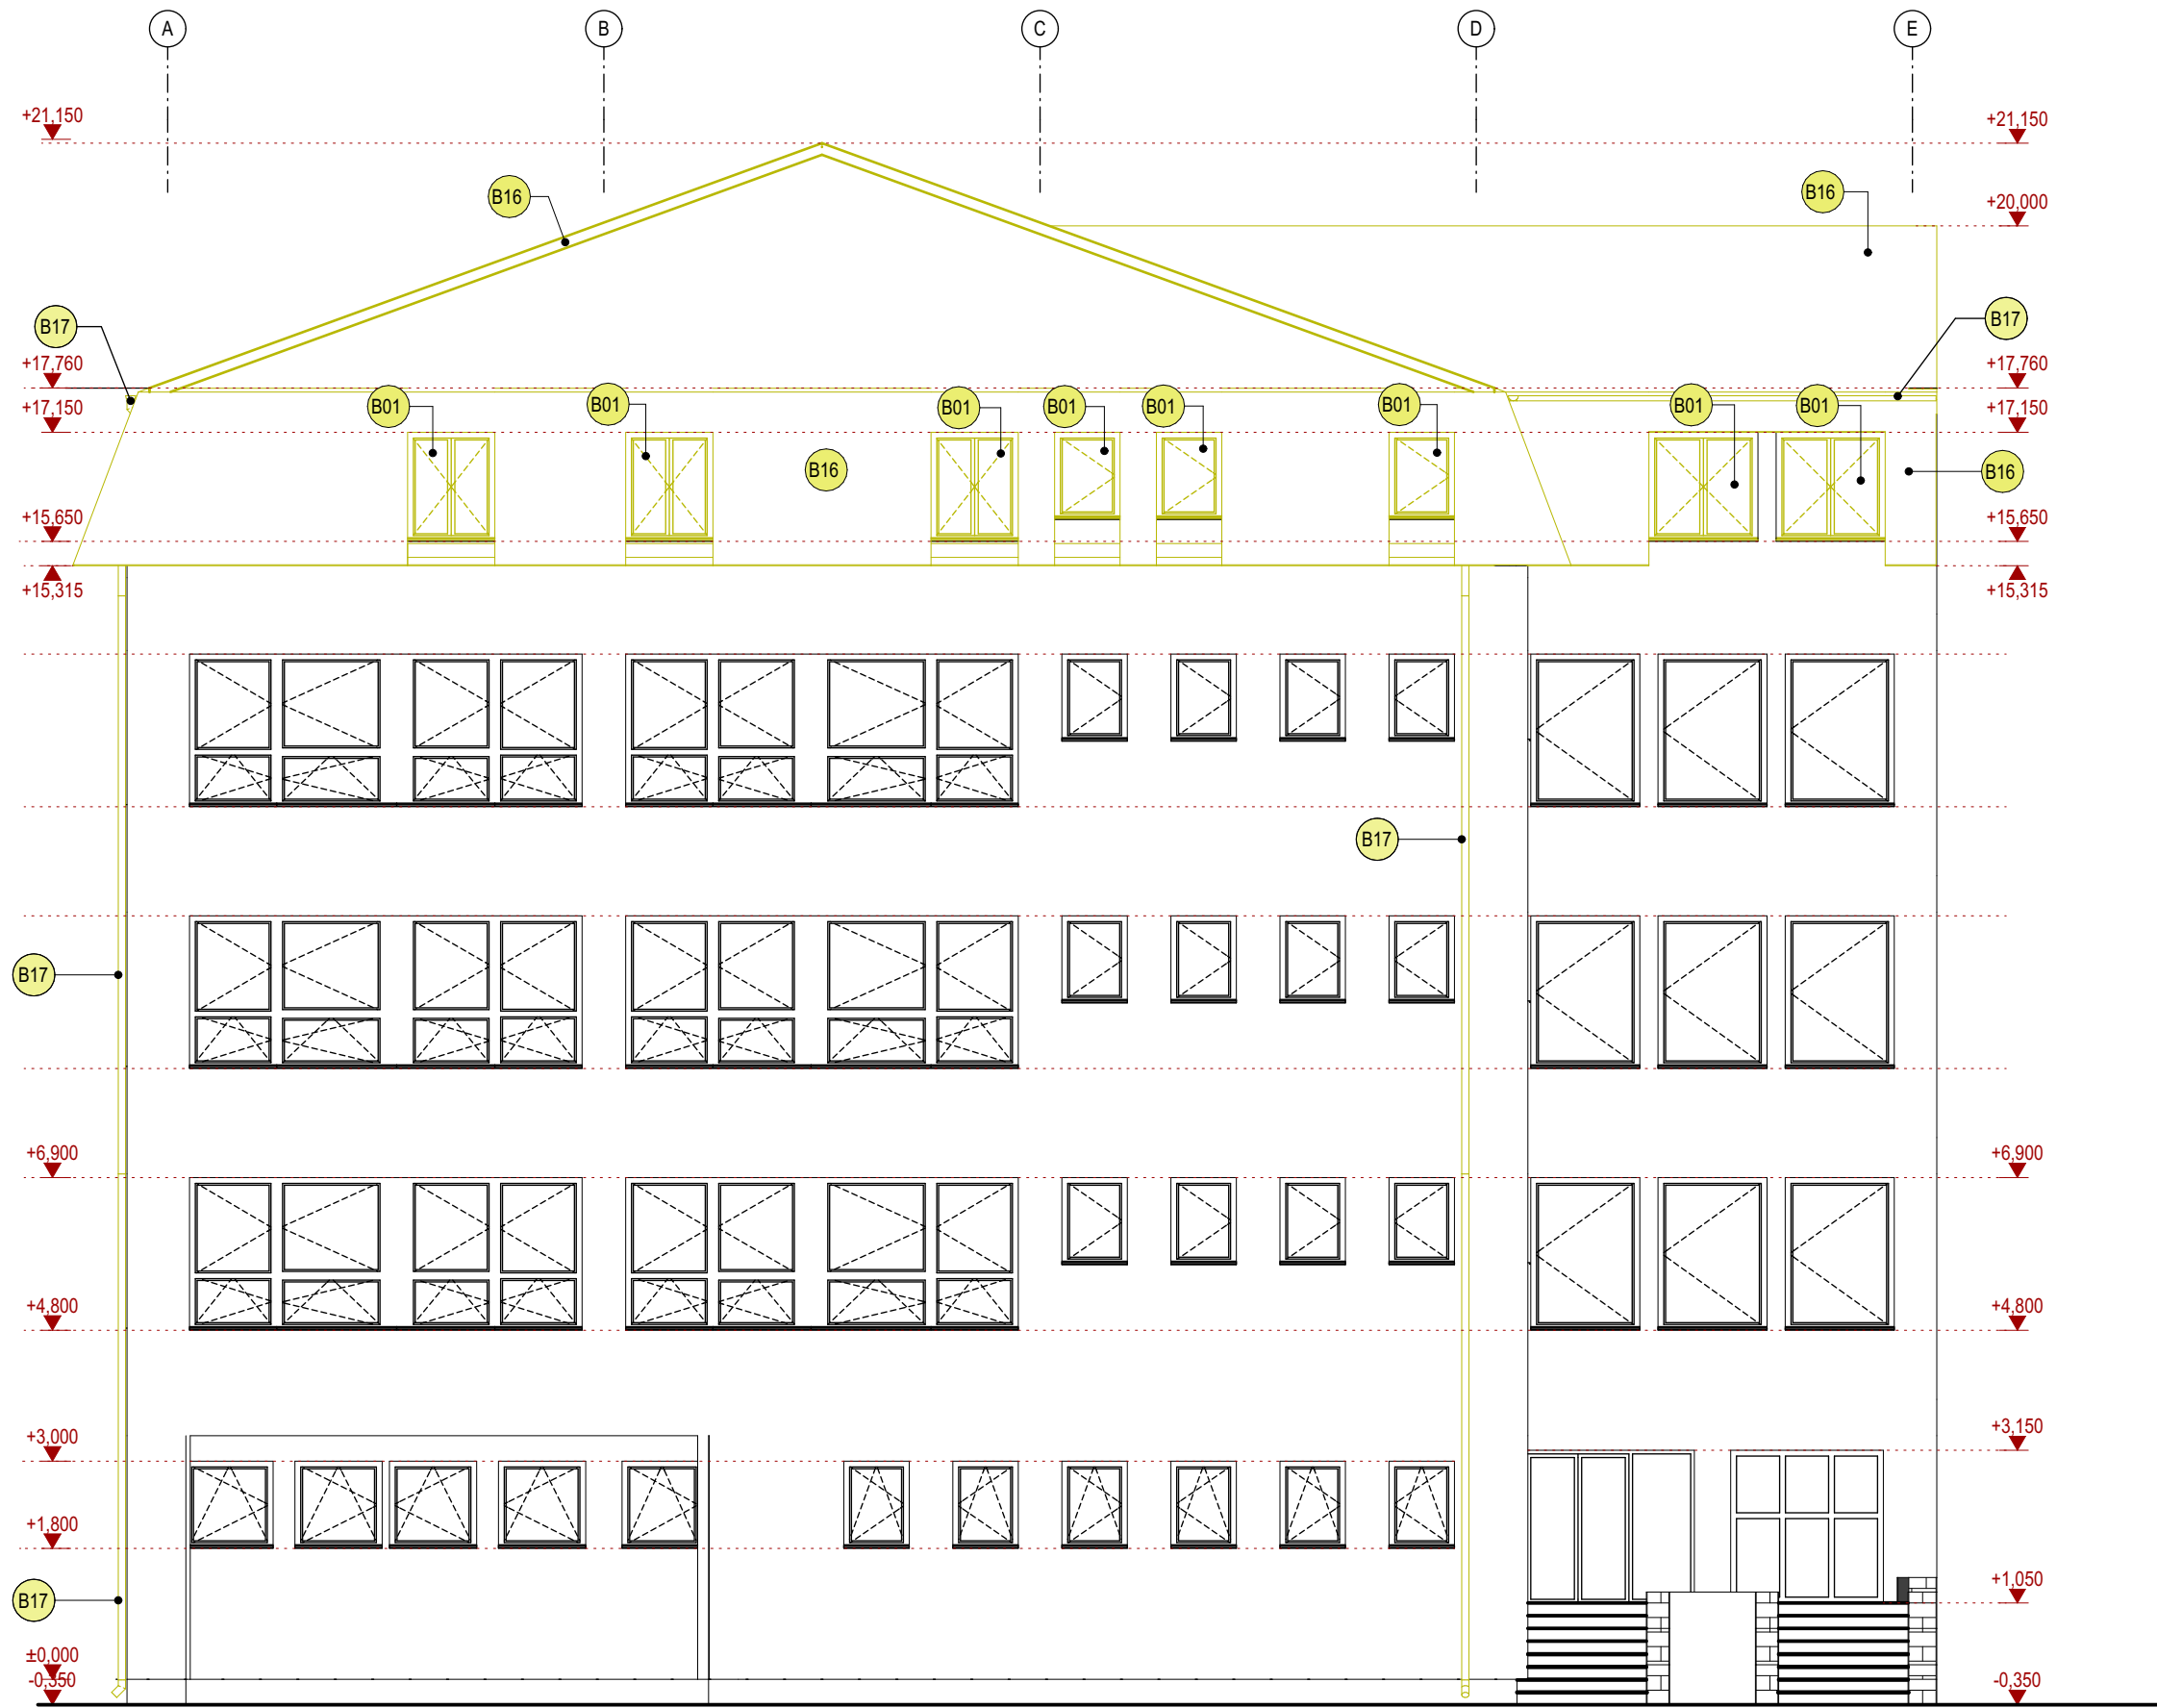 A B C D E
+21,150 +21,150
B16 B16
+20,000
B17 B17
+17,760 +17,760
B01 B01 B01 B01 B01 B01 B01 B01
+17,150 +17,150
B16 B16
+15,650 +15,650
+15,315 +15,315
B17
B17
+6,900 +6,900
+4,800 +4,800
+3,000 +3,150
+1,800
+1,050
B17
±0,000
-0,350 -0,350